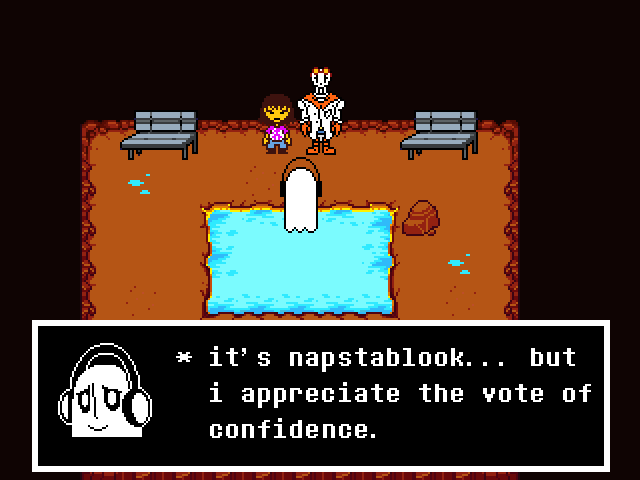 * it's napstablook... but
i appreciate the vote of
confidence.